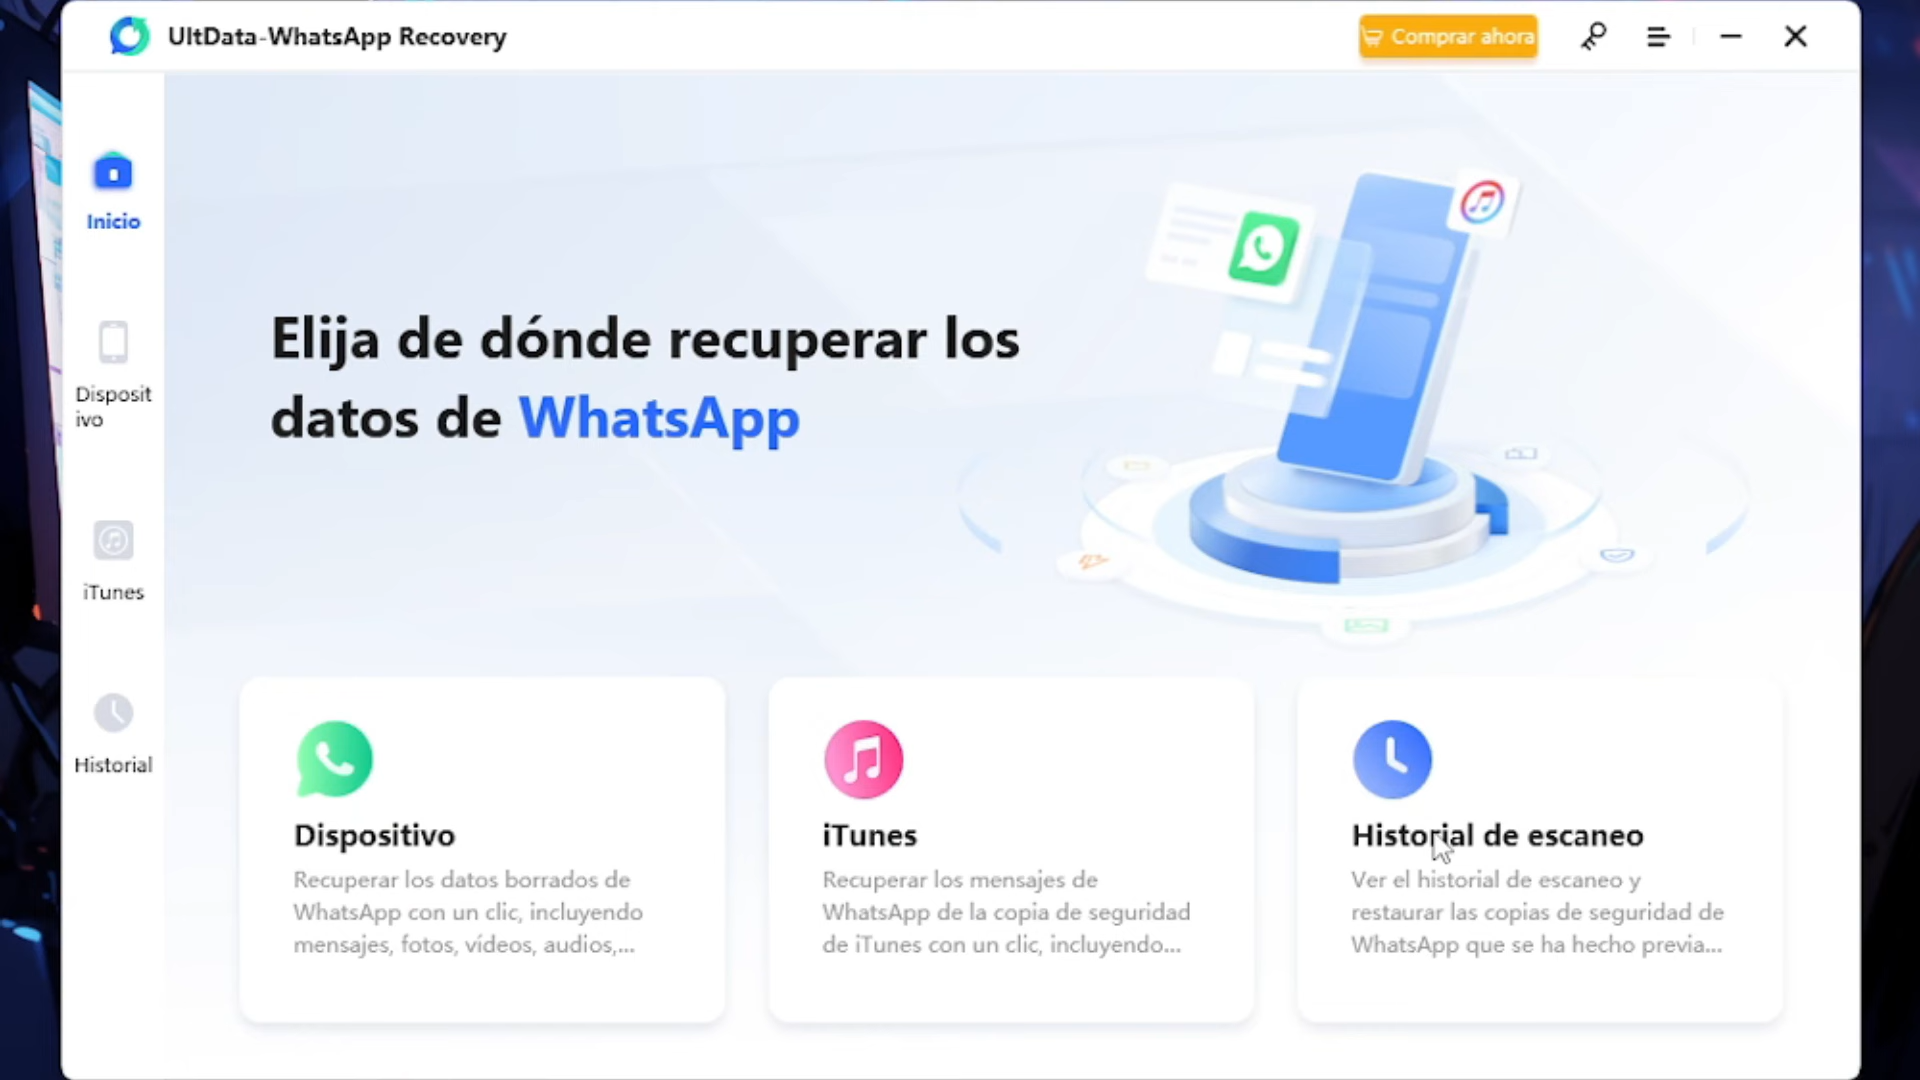 UltData-WhatsApp Recovery
Comprar ahora
Inicio
Disposit
ivo
iTunes
Historial
Elija de dónde recuperar los
datos de WhatsApp
Dispositivo
Recuperar los datos borrados de
WhatsApp con un clic, incluyendo
mensajes, fotos, vídeos, audios,...
iTunes
Recuperar los mensajes de
WhatsApp de la copia de seguridad
de iTunes con un clic, incluyendo...
Historial de escaneo
Ver el historial de escaneo y
restaurar las copias de seguridad de
WhatsApp que se ha hecho previa...